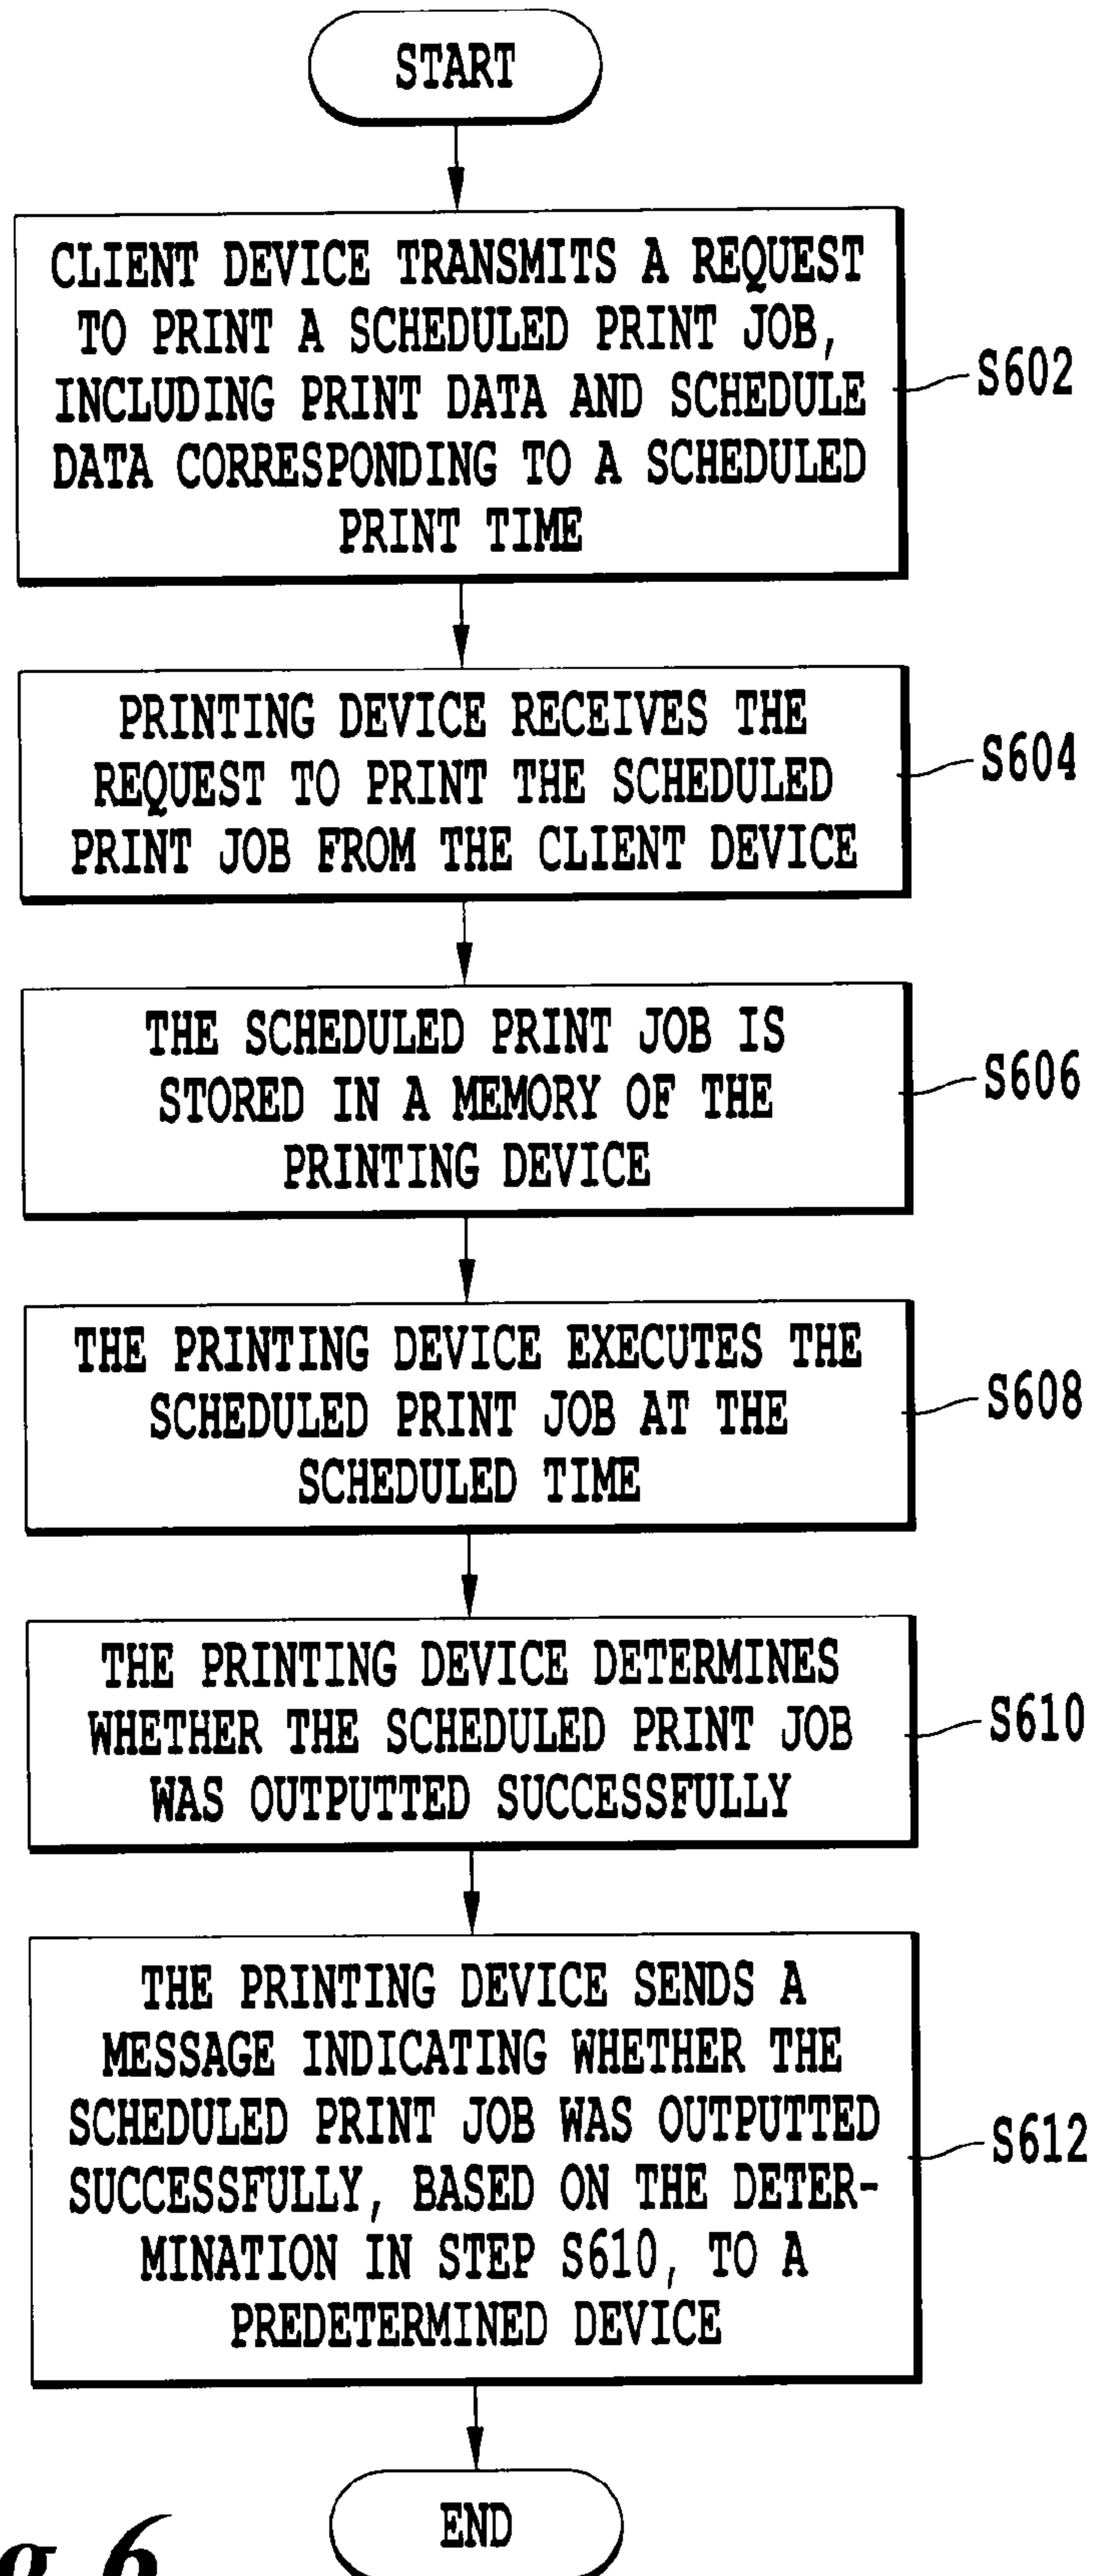 START
CLIENT DEVICE TRANSMITS A REQUEST
TO PRINT A SCHEDULED PRINT JOB,
INCLUDING PRINT DATA AND SCHEDULE
DATA CORRESPONDING TO A SCHEDULED
PRINT TIME
S602
PRINTING DEVICE RECEIVES THE
REQUEST TO PRINT THE SCHEDULED
PRINT JOB FROM THE CLIENT DEVICE
S604
THE SCHEDULED PRINT JOB IS
STORED IN A MEMORY OF THE
PRINTING DEVICE
S606
THE PRINTING DEVICE EXECUTES THE
SCHEDULED PRINT JOB AT THE
SCHEDULED TIME
S608
THE PRINTING DEVICE DETERMINES
WHETHER THE SCHEDULED PRINT JOB
WAS OUTPUTTED SUCCESSFULLY
S610
THE PRINTING DEVICE SENDS A
MESSAGE INDICATING WHETHER THE
SCHEDULED PRINT JOB WAS OUTPUTTED
SUCCESSFULLY, BASED ON THE DETER-
MINATION IN STEP S610, TO A
PREDETERMINED DEVICE
S612
END
6